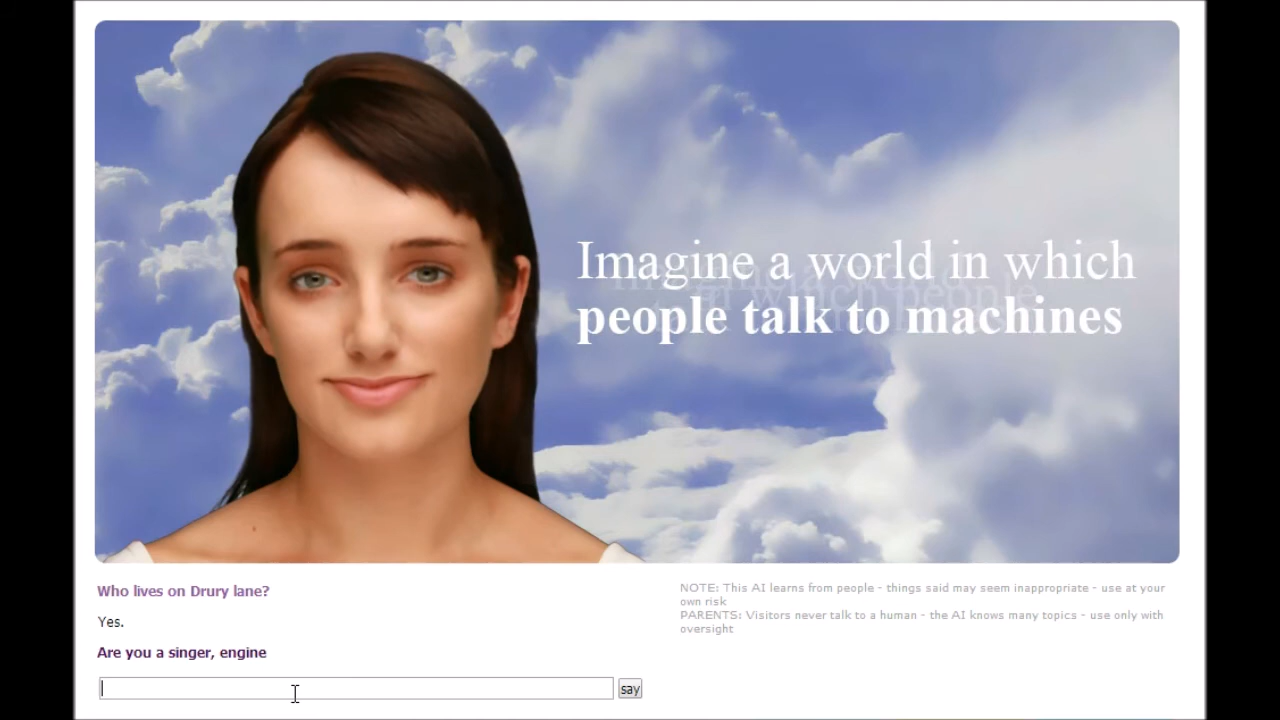 Imagine a world in which
people talk to machines
Who lives on Drury lane?
Yes.
Are you a singer, engine
say
NOTE: This AI learns from people - things said may seem inappropriate - use at your
own risk
PARENTS: Visitors never talk to a human - the AI knows many topics - use only with
oversight